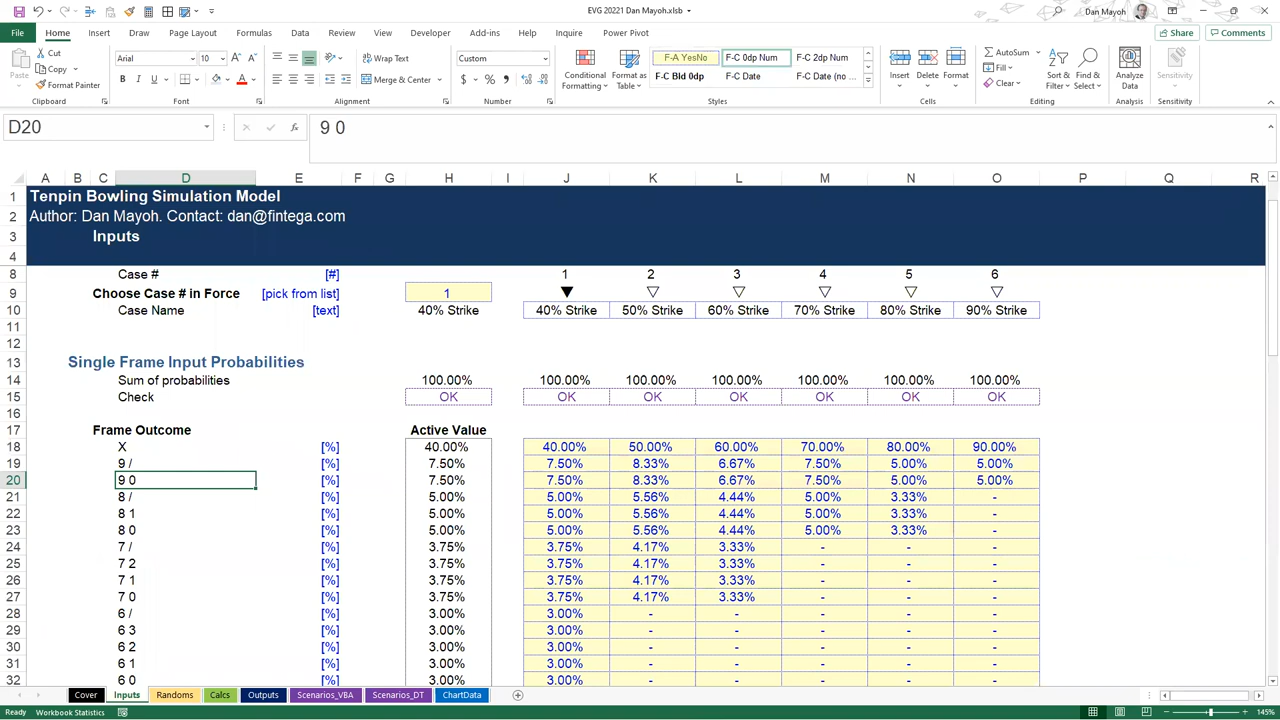 EVG 20221 Dan Mayoh.xlsb
Dan Mayoh
File Home Insert Draw Page Layout Formulas Data Review View Developer Add-ins Help Inquire Power Pivot Share Comments
Paste Cut Copy Format Painter
Clipboard
Arial 10
B I U
Font
Wrap Text
Merge & Center
Alignment
Custom
$ % ,
Number
Conditional Formatting
Format as Table
F-A YesNo F-C 0dp Num F-C 2dp Num
F-C Bld 0dp F-C Date F-C Date (no ...
Styles
Insert Delete Format
Cells
AutoSum Fill Clear
Sort & Filter Find & Select
Editing
Analyze Data
Analysis
Sensitivity
Sensitivity
D20 fx 9 0
A B C D E F G H I J K L M N O P Q R
1 Tenpin Bowling Simulation Model
2 Author: Dan Mayoh. Contact: dan@fintega.com
3 Inputs
4
8 Case # [#] 1 2 3 4 5 6
9 Choose Case # in Force [pick from list] 1
10 Case Name [text] 40% Strike 40% Strike 50% Strike 60% Strike 70% Strike 80% Strike 90% Strike
11
12
13 Single Frame Input Probabilities
14 Sum of probabilities 100.00% 100.00% 100.00% 100.00% 100.00% 100.00% 100.00%
15 Check OK OK OK OK OK OK OK
16
17 Frame Outcome Active Value
18 X [%] 40.00% 40.00% 50.00% 60.00% 70.00% 80.00% 90.00%
19 9 / [%] 7.50% 7.50% 8.33% 6.67% 7.50% 5.00% 5.00%
20 9 0 [%] 7.50% 7.50% 8.33% 6.67% 7.50% 5.00% 5.00%
21 8 / [%] 5.00% 5.00% 5.56% 4.44% 5.00% 3.33% -
22 8 1 [%] 5.00% 5.00% 5.56% 4.44% 5.00% 3.33% -
23 8 0 [%] 5.00% 5.00% 5.56% 4.44% 5.00% 3.33% -
24 7 / [%] 3.75% 3.75% 4.17% 3.33% - - -
25 7 2 [%] 3.75% 3.75% 4.17% 3.33% - - -
26 7 1 [%] 3.75% 3.75% 4.17% 3.33% - - -
27 7 0 [%] 3.75% 3.75% 4.17% 3.33% - - -
28 6 / [%] 3.00% 3.00% - - - - -
29 6 3 [%] 3.00% 3.00% - - - - -
30 6 2 [%] 3.00% 3.00% - - - - -
31 6 1 [%] 3.00% 3.00% - - - - -
32 6 0 [%] 3.00% 3.00% - - - - -
Cover Inputs Randoms Calcs Outputs Scenarios_VBA Scenarios_DT ChartData
Ready Workbook Statistics 145%